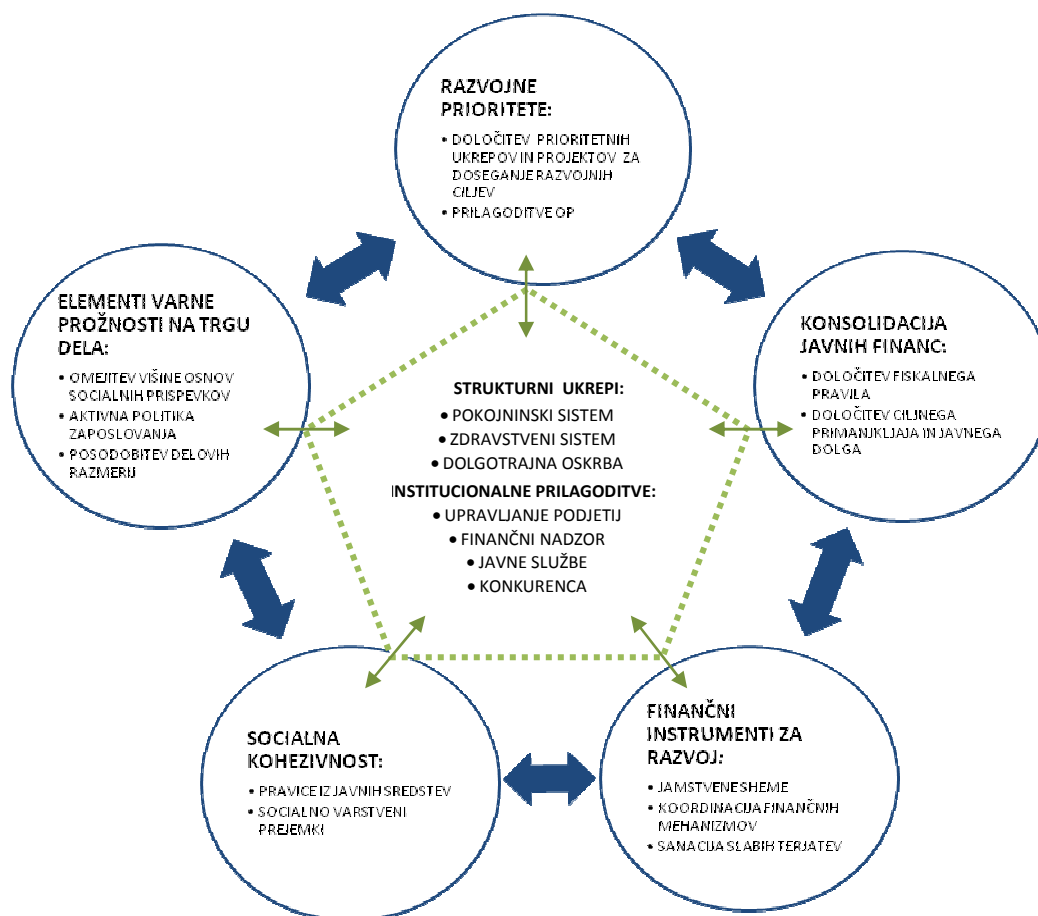 RAZVOJNE
PRIORITETE:
• DOLOČITEV PRIORITETNIH
UKREPOV IN PROJEKTOV ZA
DOSEGANJE RAZVOJNIH
CILJEV
• PRILAGODITVE OP
ELEMENTI VARNE
PROŽNOSTI NA TRGU
DELA:
• OMEJITEV VIŠINE OSNOV
SOCIALNIH PRISPEVKOV
• AKTIVNA POLITIKA
ZAPOSLOVANJA
• POSODOBITEV DELOVIH
RAZMERIJ
KONSOLIDACIJA
JAVNIH FINANC:
• DOLOČITEV FISKALNEGA
PRAVILA
• DOLOČITEV CILJNEGA
PRIMANJKLJAJA IN JAVNEGA
DOLGA
STRUKTURNI UKREPI:
• POKOJNINSKI SISTEM
• ZDRAVSTVENI SISTEM
• DOLGOTRAJNA OSKRBA
INSTITUCIONALNE PRILAGODITVE:
• UPRAVLJANJE PODJETIJ
• FINANČNI NADZOR
• JAVNE SLUŽBE
• KONKURENCA
SOCIALNA
KOHEZIVNOST:
• PRAVICE IZ JAVNIH SREDSTEV
• SOCIALNO VARSTVENI
PREJEMKI
FINANČNI
INSTRUMENTI ZA
RAZVOJ:
• JAMSTVENE SHEME
• KOORDINACIJA FINANČNIH
MEHANIZMOV
• SANACIJA SLABIH TERJATEV